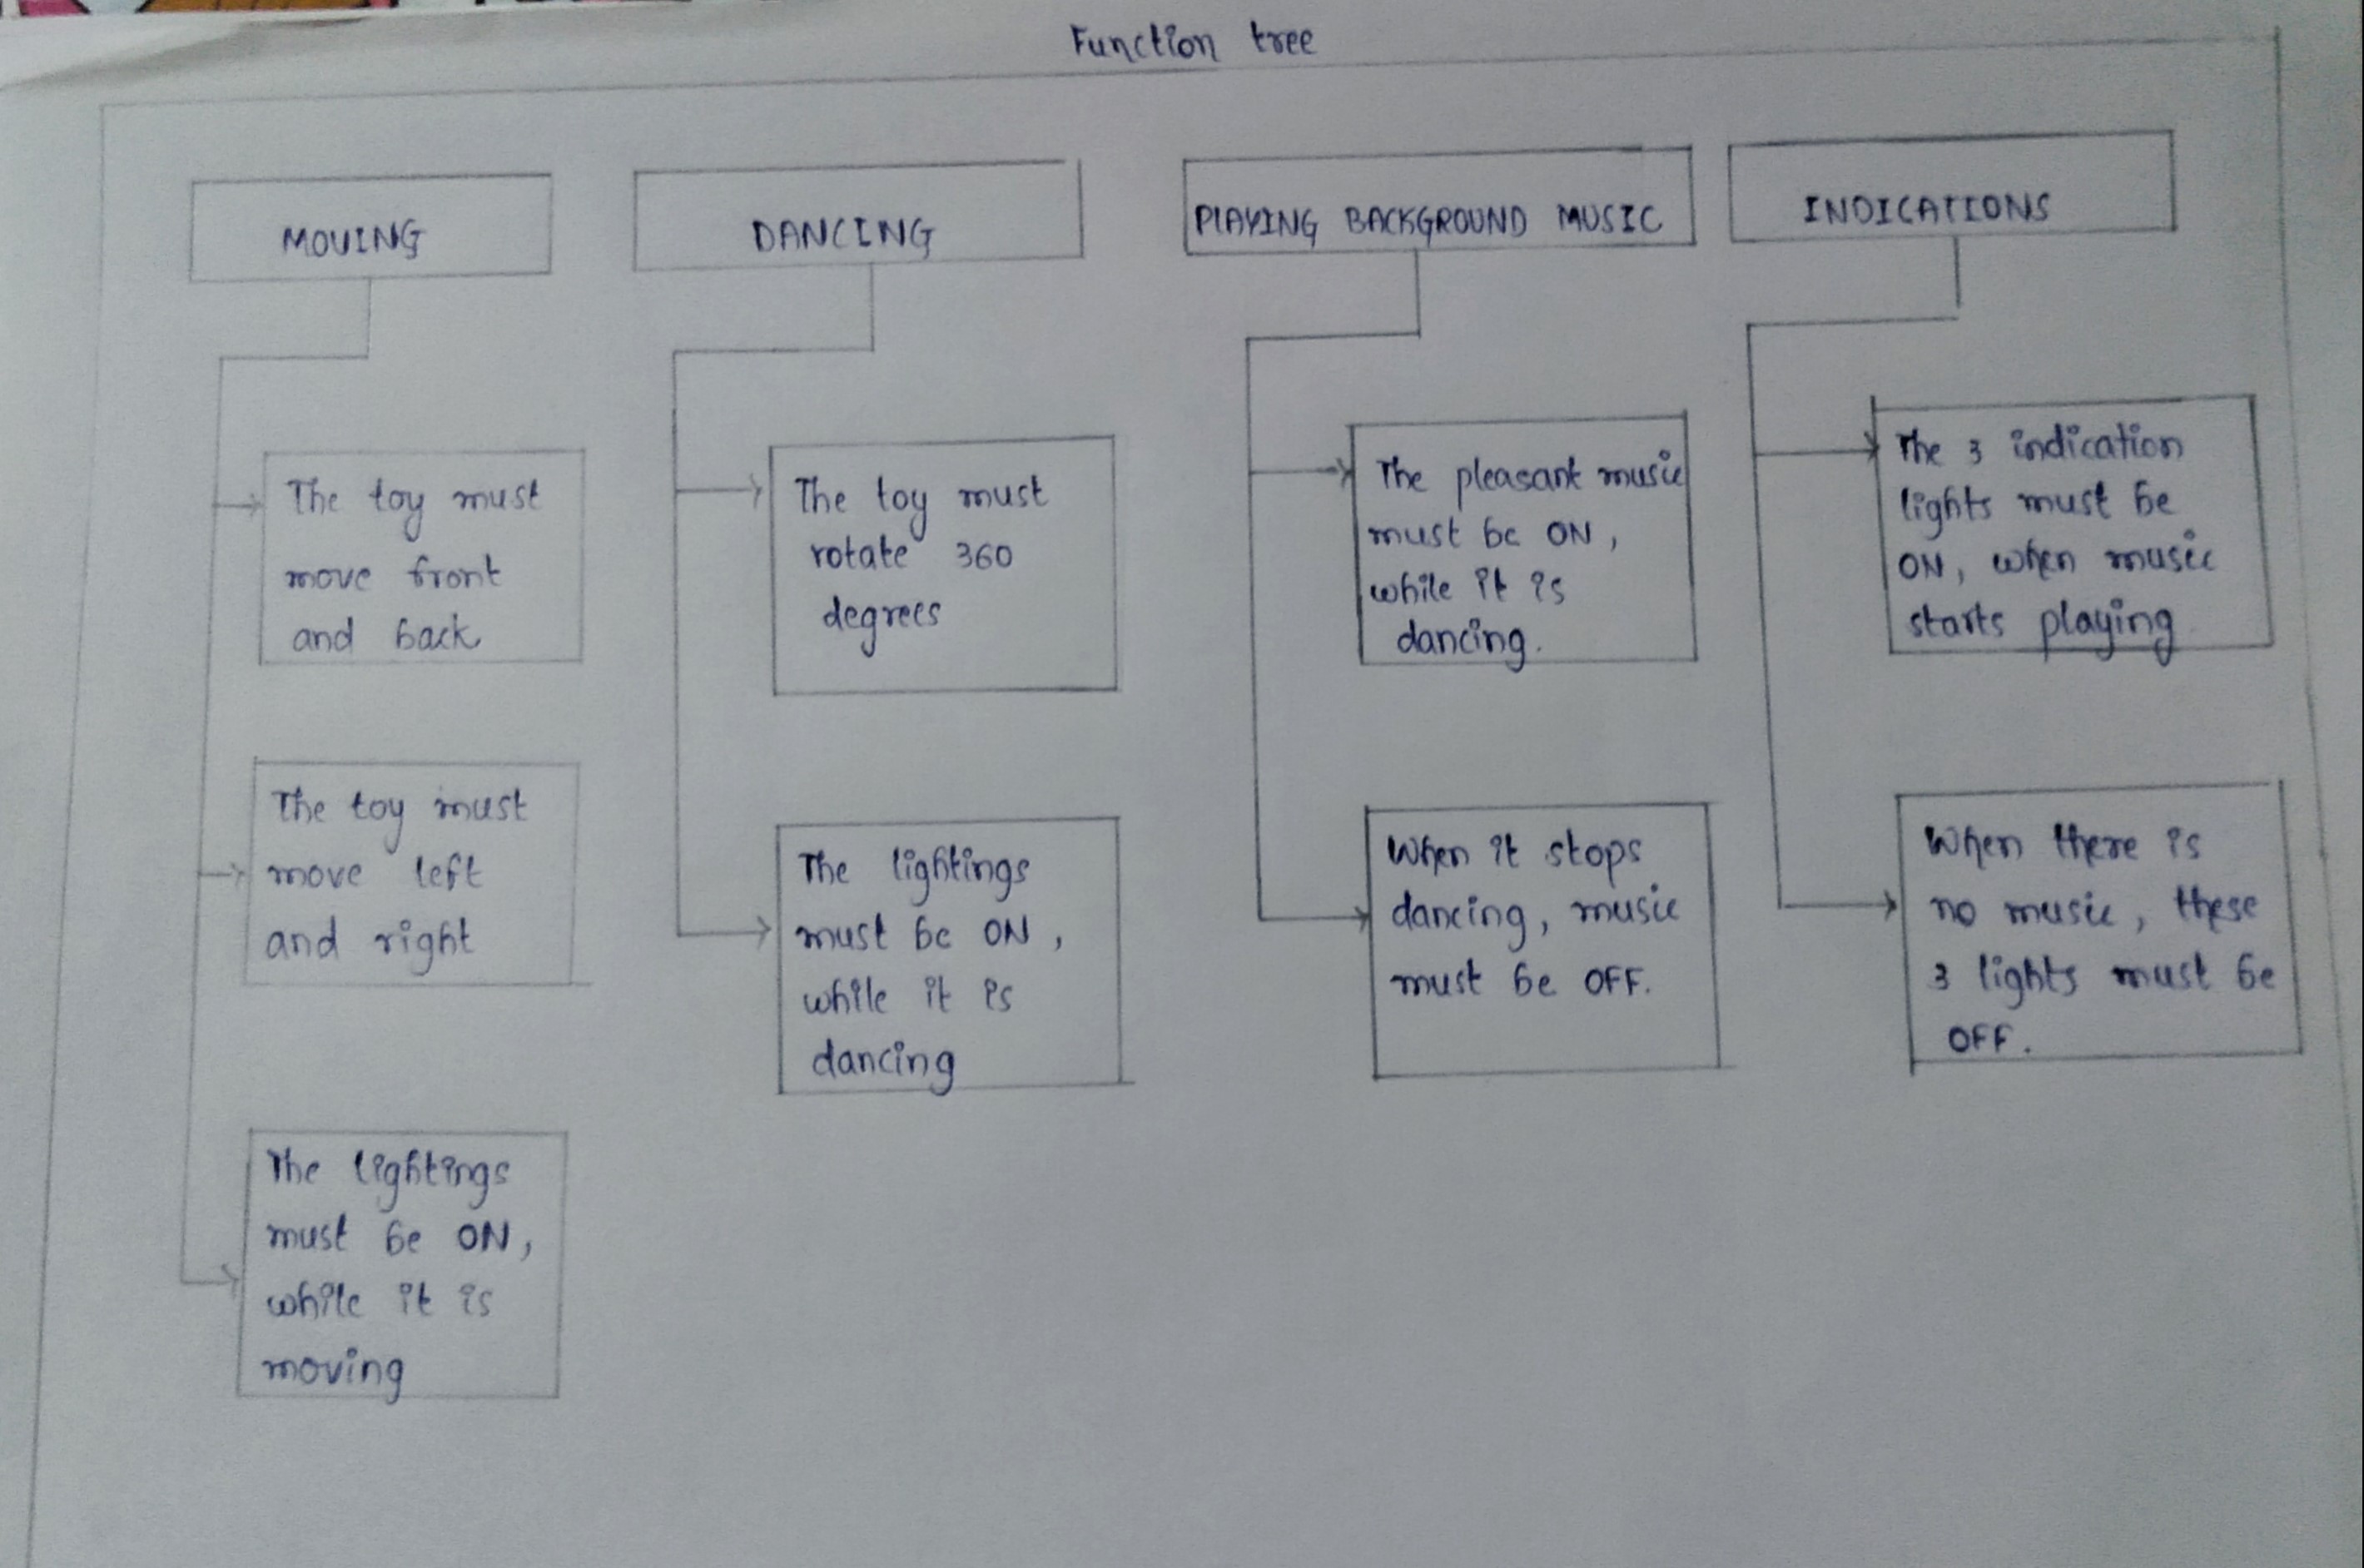 Function tree
MOVING
DANCING
PLAYING BACKGROUND MUSIC
INDICATIONS
The toy must
move front
and back
The toy must
move left
and right
The lightings
must be ON,
while it is
moving
The toy must
rotate 360
degrees
The lightings
must be ON,
while it is
dancing
The pleasant music
must be ON,
while it is
dancing.
When it stops
dancing, music
must be OFF.
The 3 indication
lights must be
ON, when music
starts playing
When there is
no music, these
3 lights must be
OFF.